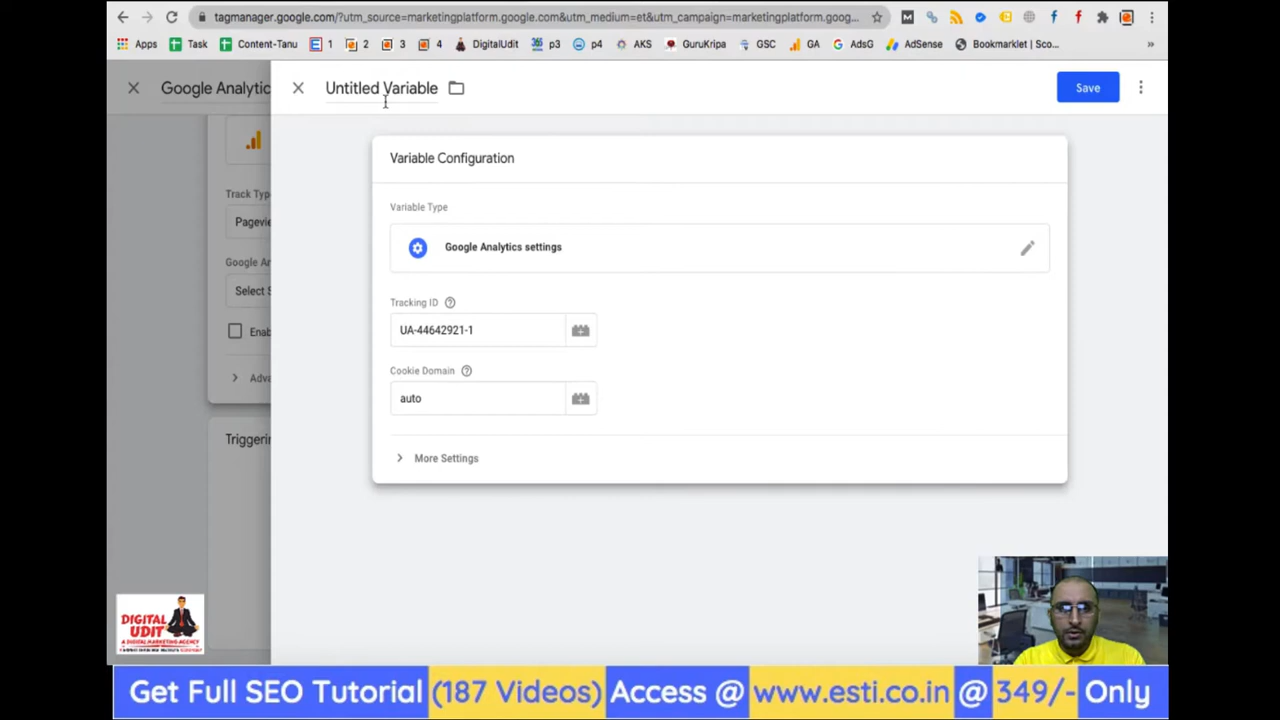 tagmanager.google.com/?utm_source=marketingplatform.google.com&utm_medium=et&utm_campaign=marketingplatform.goog...
Apps Task Content-Tanu 1 2 3 4 DigitalUdit p3 p4 AKS GuruKripa GSC GA AdsG AdSense Bookmarklet | Sco... »
Google Analytic
Untitled Variable
Save
Variable Configuration
Track Typ
Pagevie
Variable Type
Google Analytics settings
Google An
Select S
Enab
Adva
Tracking ID
UA-44642921-1
Cookie Domain
auto
More Settings
Triggerin
DIGITAL
UDIT
A DIGITAL MARKETING AGENCY
Get Full SEO Tutorial (187 Videos) Access @ www.esti.co.in @ 349/- Only